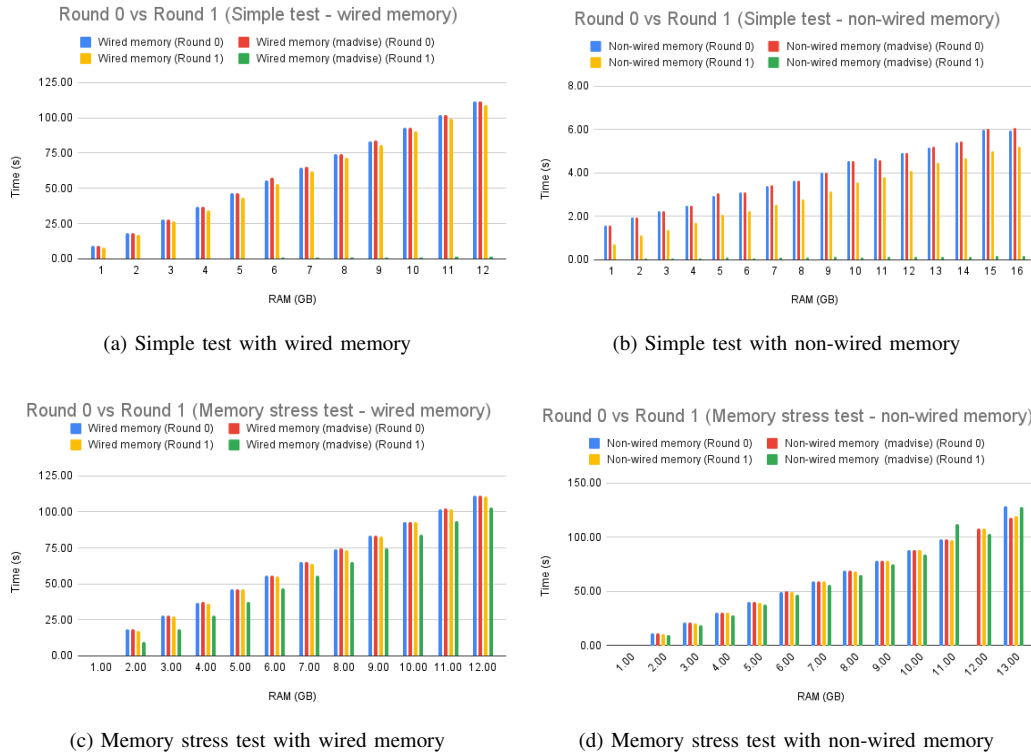 Round 0 vs Round 1 (Simple test - wired memory)
Wired memory (Round 0) Wired memory (madvise) (Round 0)
Wired memory (Round 1) Wired memory (madvise) (Round 1)
125.00
100.00
75.00
50.00
25.00
0.00
Time (s)
1 2 3 4 5 6 7 8 9 10 11 12
RAM (GB)
(a) Simple test with wired memory
Round 0 vs Round 1 (Simple test - non-wired memory)
Non-wired memory (Round 0) Non-wired memory (madvise) (Round 0)
Non-wired memory (Round 1) Non-wired memory (madvise) (Round 1)
8.00
6.00
4.00
2.00
0.00
Time (s)
1 2 3 4 5 6 7 8 9 10 11 12 13 14 15 16
RAM (GB)
(b) Simple test with non-wired memory
Round 0 vs Round 1 (Memory stress test - wired memory)
Wired memory (Round 0) Wired memory (madvise) (Round 0)
Wired memory (Round 1) Wired memory (madvise) (Round 1)
125.00
100.00
75.00
50.00
25.00
0.00
Time (s)
1.00 2.00 3.00 4.00 5.00 6.00 7.00 8.00 9.00 10.00 11.00 12.00
RAM (GB)
(c) Memory stress test with wired memory
Round 0 vs Round 1 (Memory stress test - non-wired memory)
Non-wired memory (Round 0) Non-wired memory (madvise) (Round 0)
Non-wired memory (Round 1) Non-wired memory (madvise) (Round 1)
150.00
100.00
50.00
0.00
Time (s)
1.00 2.00 3.00 4.00 5.00 6.00 7.00 8.00 9.00 10.00 11.00 12.00 13.00
RAM (GB)
(d) Memory stress test with non-wired memory